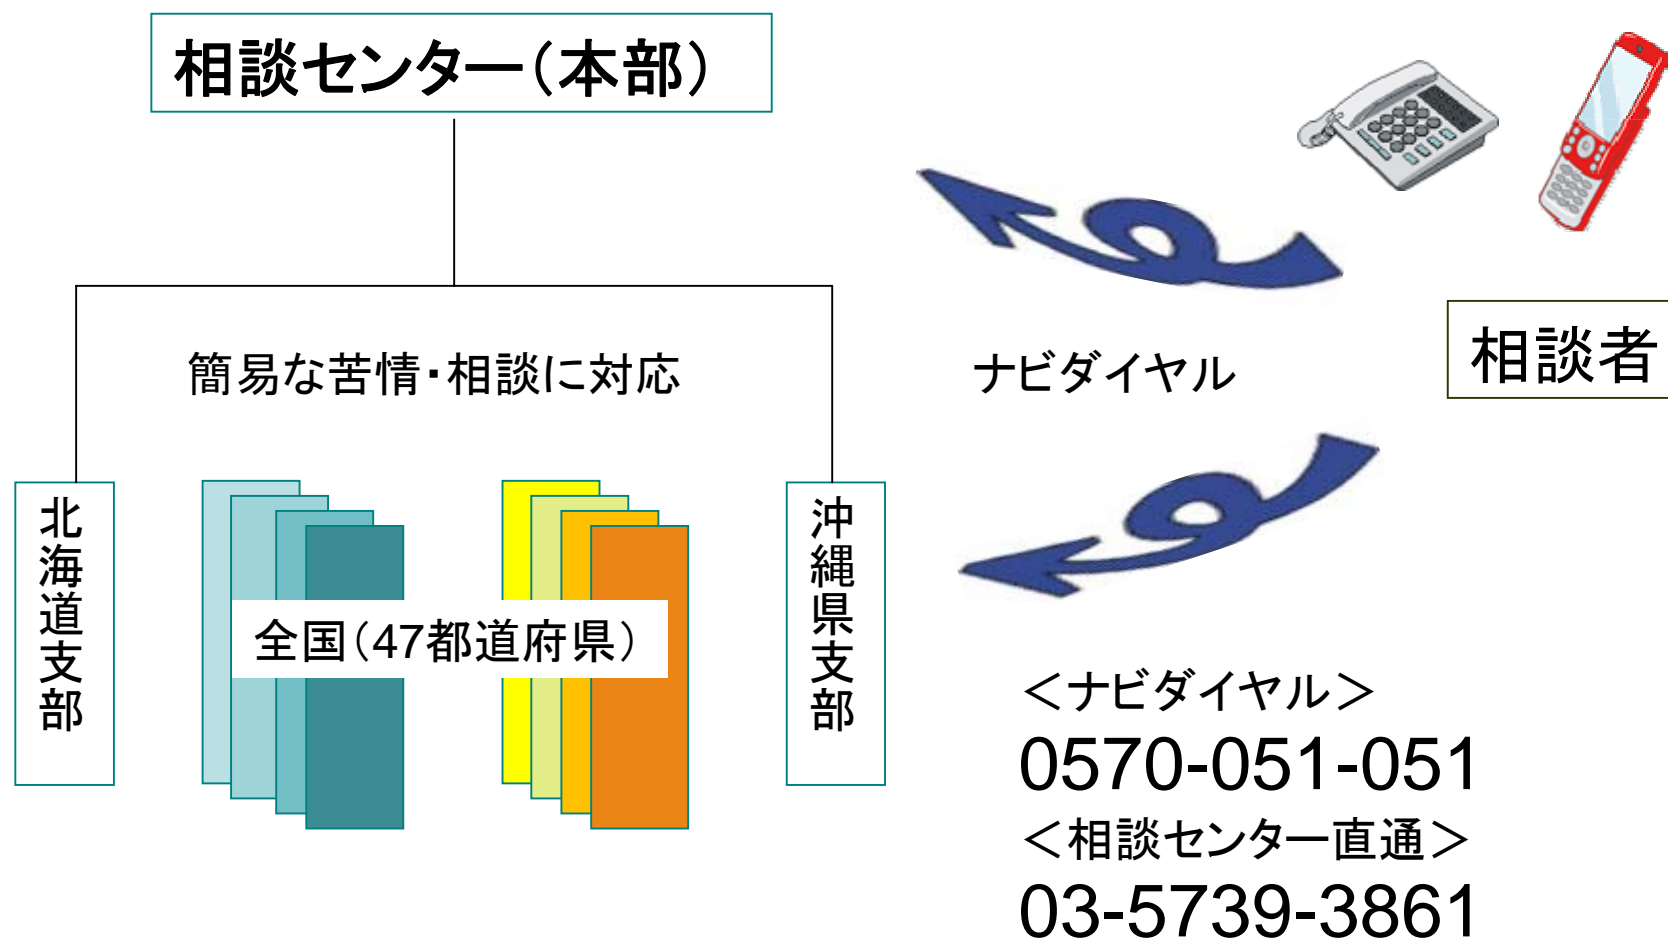 相談センター（本部）
簡易な苦情・相談に対応
ナビダイヤル
相談者
北海道支部
全国（47都道府県）
沖縄県支部
＜ナビダイヤル＞
0570-051-051
＜相談センター直通＞
03-5739-3861